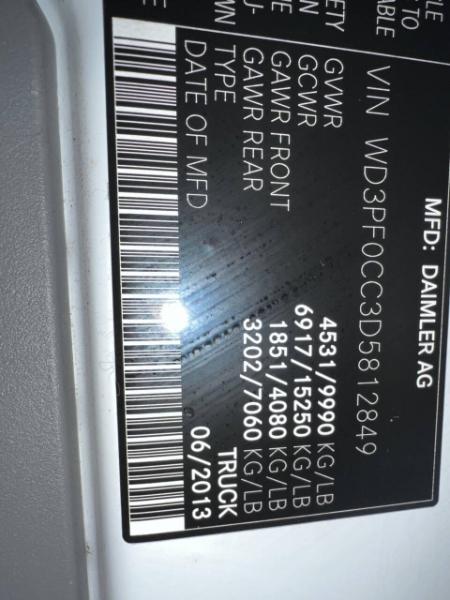 MFD: DAIMLER AG
VIN WD3PF0CC3D5812849
GVWR 4531/9990 KG/LB
GCWR 6917/15250 KG/LB
GAWR FRONT 1851/4080 KG/LB
GAWR REAR 3202/7060 KG/LB
TYPE TRUCK
DATE OF MFD 06/2013